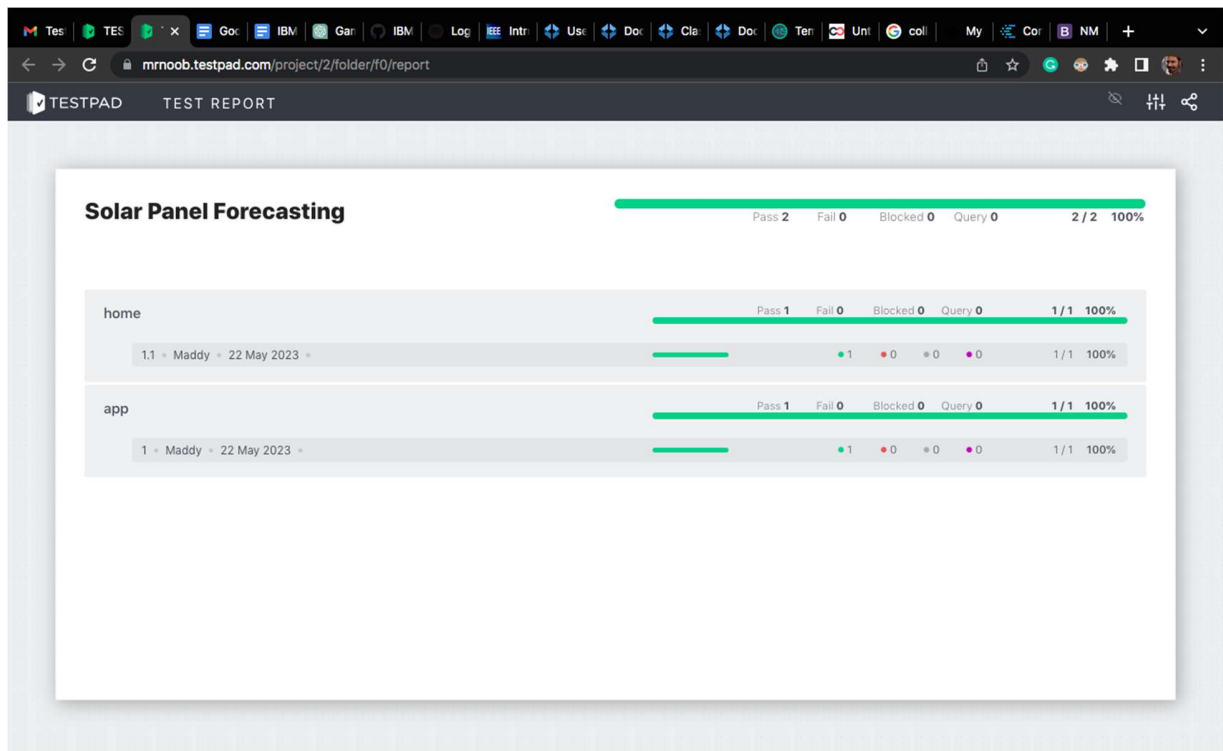 Tes TES Goo IBM Gan IBM Log IEEE Intr Use Doc Cla Doc Ten Unt G coll My Cor B NM +
mrnoob.testpad.com/project/2/folder/f0/report
TESTPAD TEST REPORT
Solar Panel Forecasting
Pass 2 Fail 0 Blocked 0 Query 0 2 / 2 100%
home Pass 1 Fail 0 Blocked 0 Query 0 1 / 1 100%
1.1 Maddy 22 May 2023 1 0 0 0 1 / 1 100%
app Pass 1 Fail 0 Blocked 0 Query 0 1 / 1 100%
1 Maddy 22 May 2023 1 0 0 0 1 / 1 100%